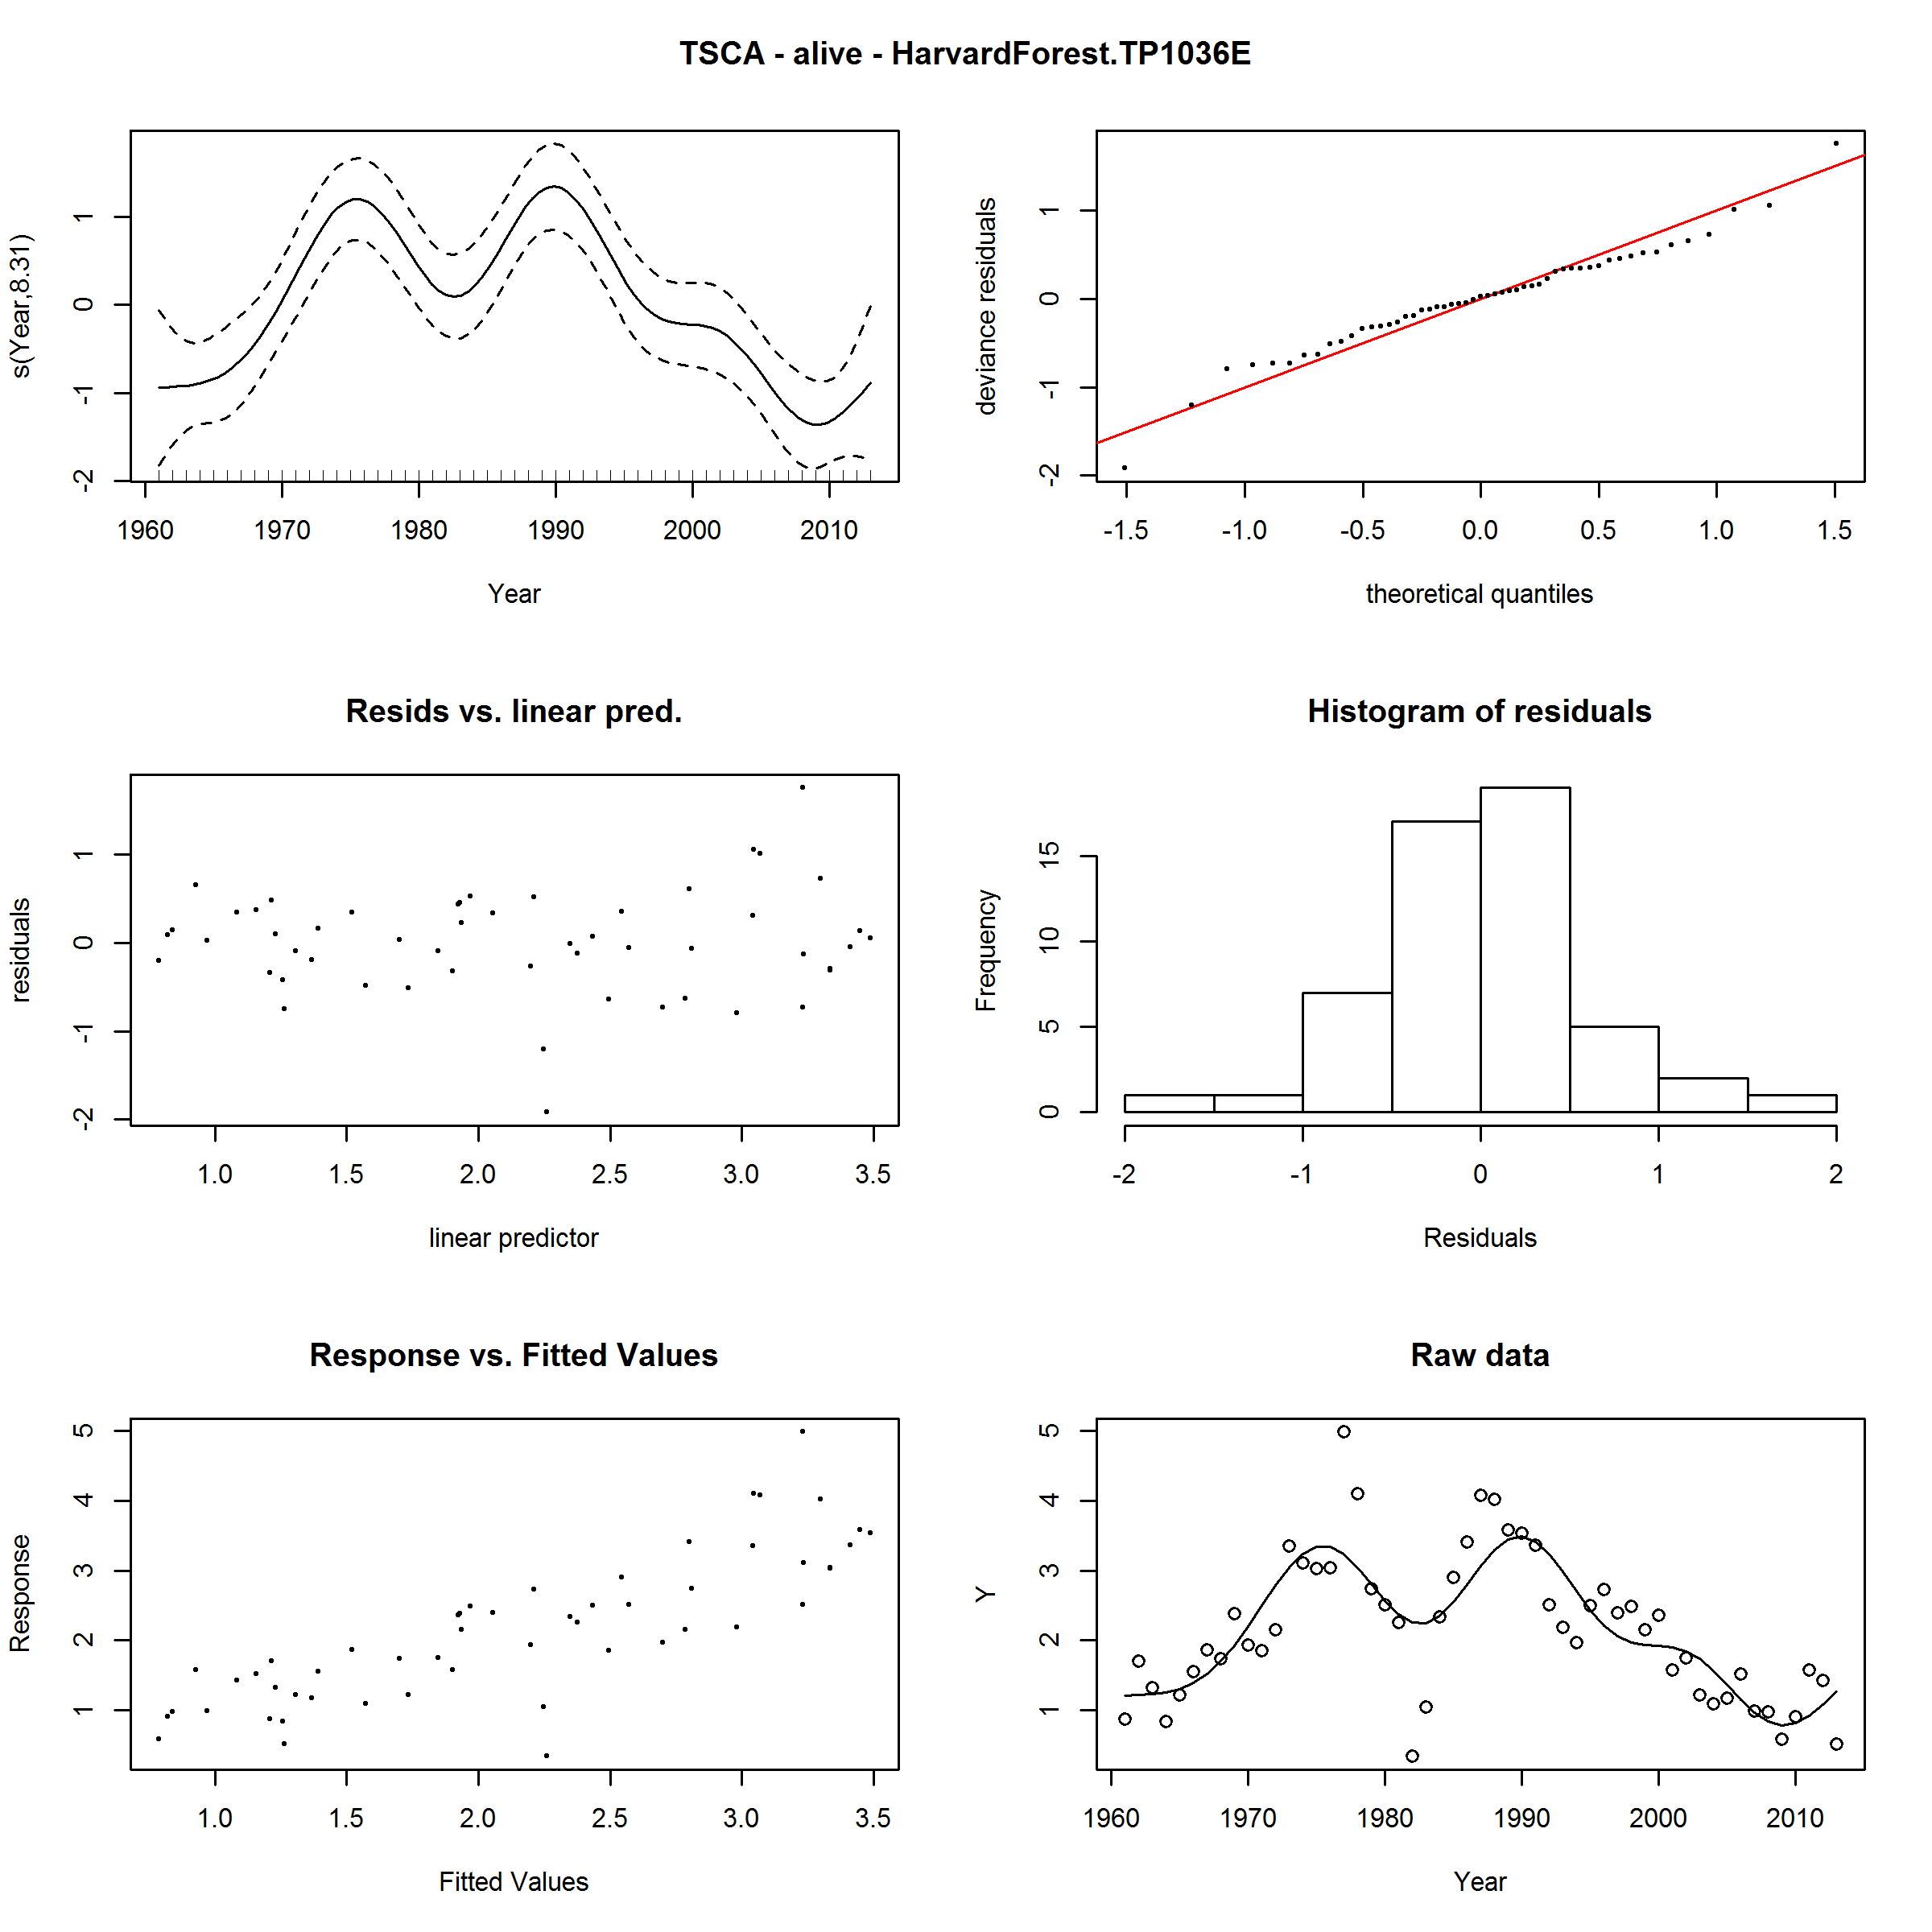 TSCA - alive - HarvardForest.TP1036E
s(Year,8.31)
1
0
-1
-2
1960 1970 1980 1990 2000 2010
Year
deviance residuals
1
0
-1
-2
-1.5 -1.0 -0.5 0.0 0.5 1.0 1.5
theoretical quantiles
Resids vs. linear pred.
residuals
1
0
-1
-2
1.0 1.5 2.0 2.5 3.0 3.5
linear predictor
Histogram of residuals
Frequency
15
10
5
0
-2 -1 0 1 2
Residuals
Response vs. Fitted Values
Response
5
4
3
2
1
1.0 1.5 2.0 2.5 3.0 3.5
Fitted Values
Raw data
Y
5
4
3
2
1
1960 1970 1980 1990 2000 2010
Year